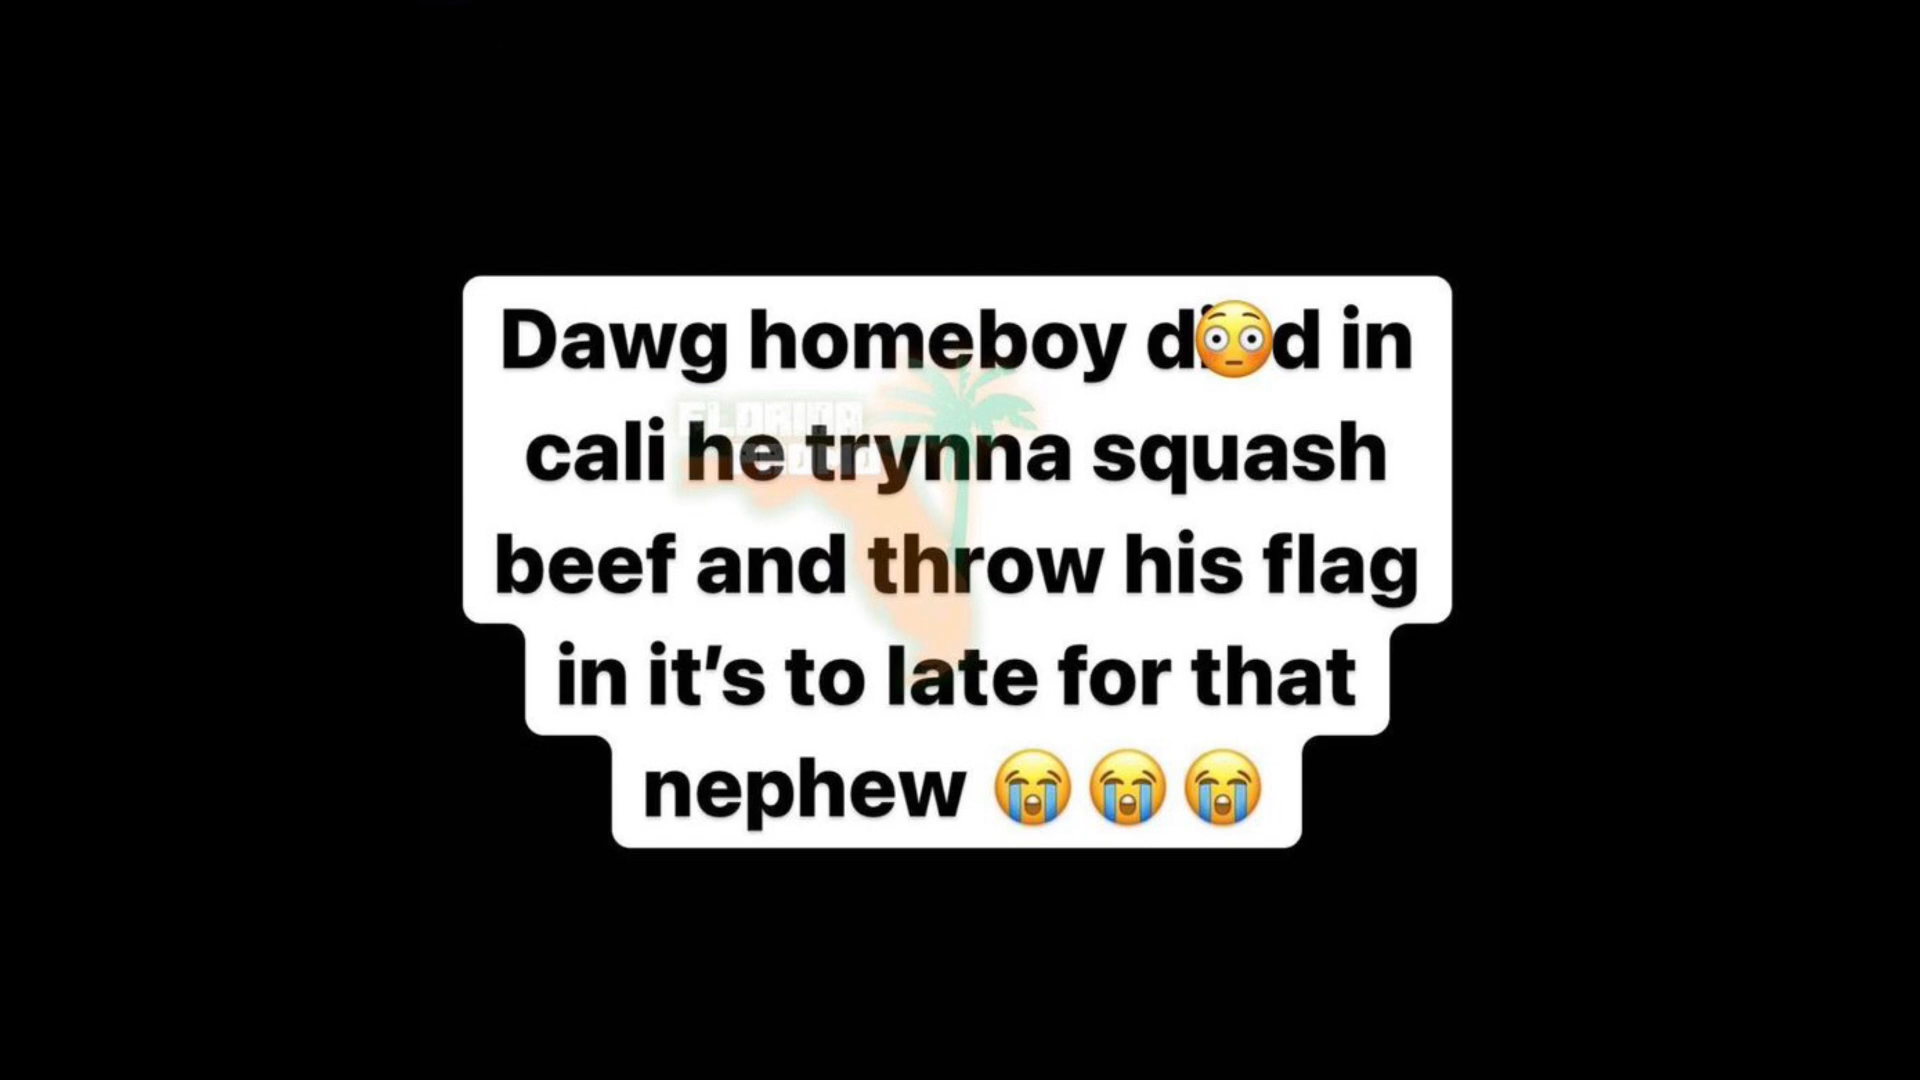 Dawg homeboy di😳d in
cali he trynna squash
beef and throw his flag
in it’s to late for that
nephew 😭😭😭
FLORIDA